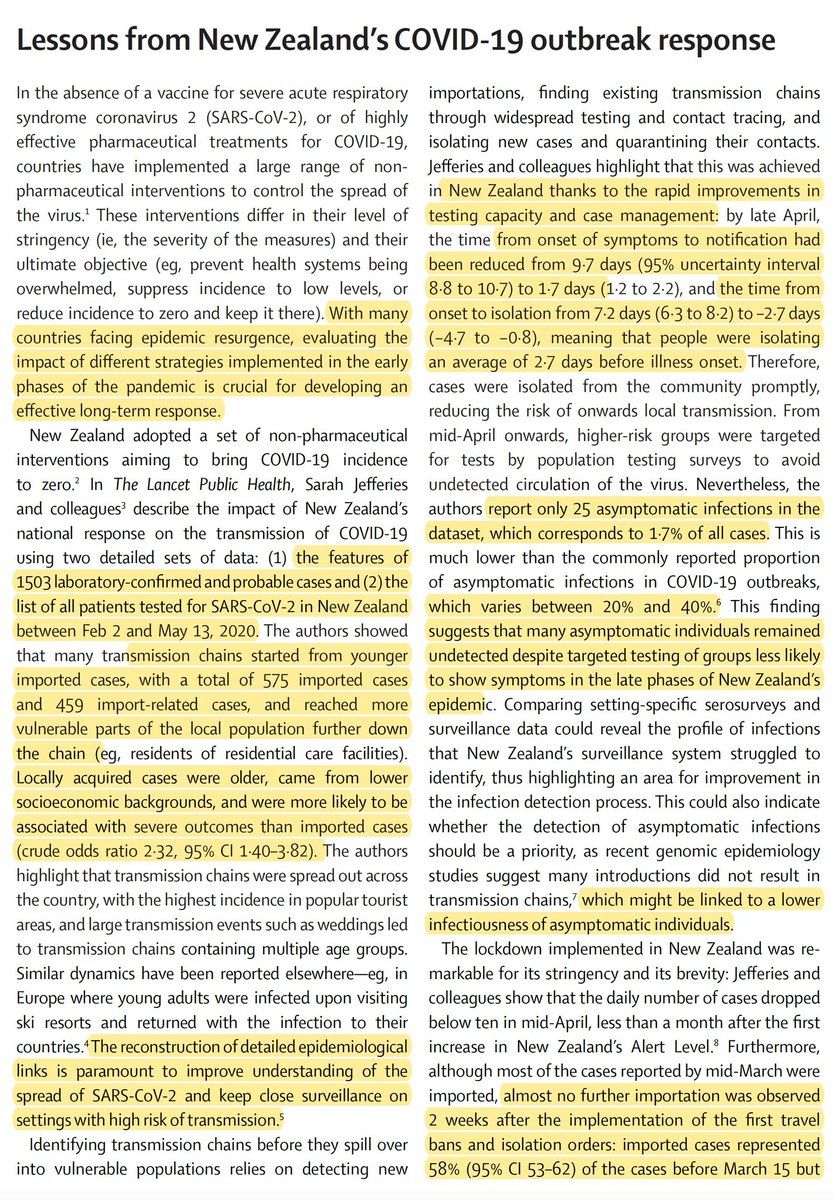 Lessons from New Zealand's COVID-19 outbreak response
In the absence of a vaccine for severe acute respiratory
syndrome coronavirus 2 (SARS-CoV-2), or of highly
effective pharmaceutical treatments for COVID-19,
countries have implemented a large range of non-
pharmaceutical interventions to control the spread of
the virus.¹ These interventions differ in their level of
stringency (ie, the severity of the measures) and their
ultimate objective (eg, prevent health systems being
overwhelmed, suppress incidence to low levels, or
reduce incidence to zero and keep it there). With many
countries facing epidemic resurgence, evaluating the
impact of different strategies implemented in the early
phases of the pandemic is crucial for developing an
effective long-term response.
New Zealand adopted a set of non-pharmaceutical
interventions aiming to bring COVID-19 incidence
to zero.² In The Lancet Public Health, Sarah Jefferies
and colleagues³ describe the impact of New Zealand's
national response on the transmission of COVID-19
using two detailed sets of data: (1) the features of
1503 laboratory-confirmed and probable cases and (2) the
list of all patients tested for SARS-CoV-2 in New Zealand
between Feb 2 and May 13, 2020. The authors showed
that many transmission chains started from younger
imported cases, with a total of 575 imported cases
and 459 import-related cases, and reached more
vulnerable parts of the local population further down
the chain (eg, residents of residential care facilities).
Locally acquired cases were older, came from lower
socioeconomic backgrounds, and were more likely to be
associated with severe outcomes than imported cases
(crude odds ratio 2·32, 95% CI 1·40–3·82). The authors
highlight that transmission chains were spread out across
the country, with the highest incidence in popular tourist
areas, and large transmission events such as weddings led
to transmission chains containing multiple age groups.
Similar dynamics have been reported elsewhere—eg, in
Europe where young adults were infected upon visiting
ski resorts and returned with the infection to their
countries.⁴ The reconstruction of detailed epidemiological
links is paramount to improve understanding of the
spread of SARS-CoV-2 and keep close surveillance on
settings with high risk of transmission.⁵
Identifying transmission chains before they spill over
into vulnerable populations relies on detecting new
importations, finding existing transmission chains
through widespread testing and contact tracing, and
isolating new cases and quarantining their contacts.
Jefferies and colleagues highlight that this was achieved
in New Zealand thanks to the rapid improvements in
testing capacity and case management: by late April,
the time from onset of symptoms to notification had
been reduced from 9·7 days (95% uncertainty interval
8·8 to 10·7) to 1·7 days (1·2 to 2·2), and the time from
onset to isolation from 7·2 days (6·3 to 8·2) to –2·7 days
(–4·7 to –0·8), meaning that people were isolating
an average of 2·7 days before illness onset. Therefore,
cases were isolated from the community promptly,
reducing the risk of onwards local transmission. From
mid-April onwards, higher-risk groups were targeted
for tests by population testing surveys to avoid
undetected circulation of the virus. Nevertheless, the
authors report only 25 asymptomatic infections in the
dataset, which corresponds to 1·7% of all cases. This is
much lower than the commonly reported proportion
of asymptomatic infections in COVID-19 outbreaks,
which varies between 20% and 40%.⁶ This finding
suggests that many asymptomatic individuals remained
undetected despite targeted testing of groups less likely
to show symptoms in the late phases of New Zealand's
epidemic. Comparing setting-specific serosurveys and
surveillance data could reveal the profile of infections
that New Zealand's surveillance system struggled to
identify, thus highlighting an area for improvement in
the infection detection process. This could also indicate
whether the detection of asymptomatic infections
should be a priority, as recent genomic epidemiology
studies suggest many introductions did not result in
transmission chains,⁷ which might be linked to a lower
infectiousness of asymptomatic individuals.
The lockdown implemented in New Zealand was re-
markable for its stringency and its brevity: Jefferies and
colleagues show that the daily number of cases dropped
below ten in mid-April, less than a month after the first
increase in New Zealand's Alert Level.⁸ Furthermore,
although most of the cases reported by mid-March were
imported, almost no further importation was observed
2 weeks after the implementation of the first travel
bans and isolation orders: imported cases represented
58% (95% CI 53–62) of the cases before March 15 but